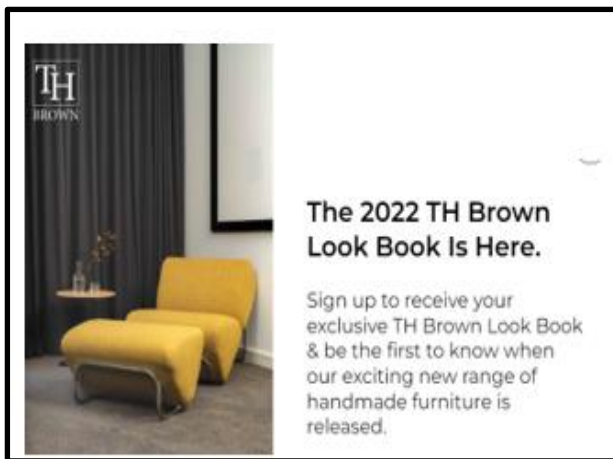 TH
BROWN
The 2022 TH Brown
Look Book Is Here.
Sign up to receive your
exclusive TH Brown Look Book
& be the first to know when
our exciting new range of
handmade furniture is
released.